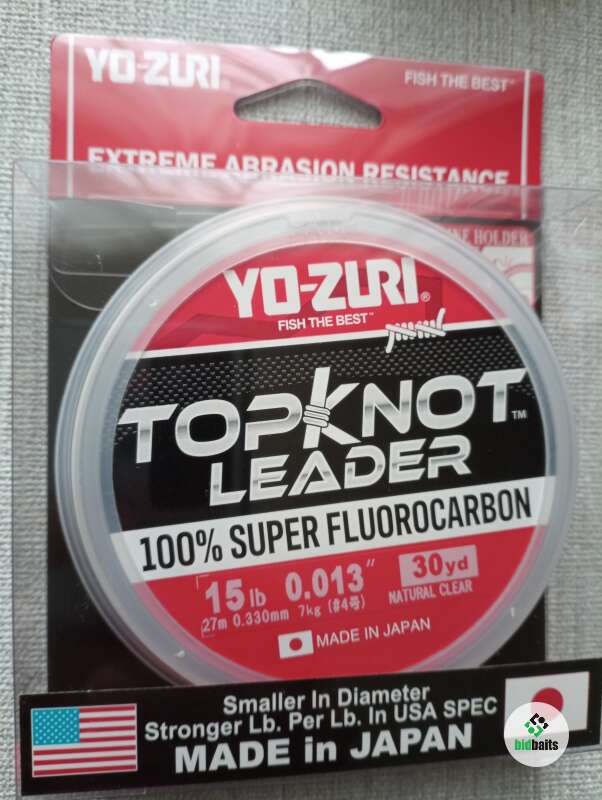 YO-ZURI
FISH THE BEST™
EXTREME ABRASION RESISTANCE
LINE HOLDER
YO-ZURI®
FISH THE BEST™
TOPKNOT™
LEADER
100% SUPER FLUOROCARBON
15lb 0.013″ 30yd
27m 0.330mm 7kg (#4号) NATURAL CLEAR
MADE IN JAPAN
Smaller In Diameter
Stronger Lb. Per Lb. In USA SPEC
MADE in JAPAN
bidbaits